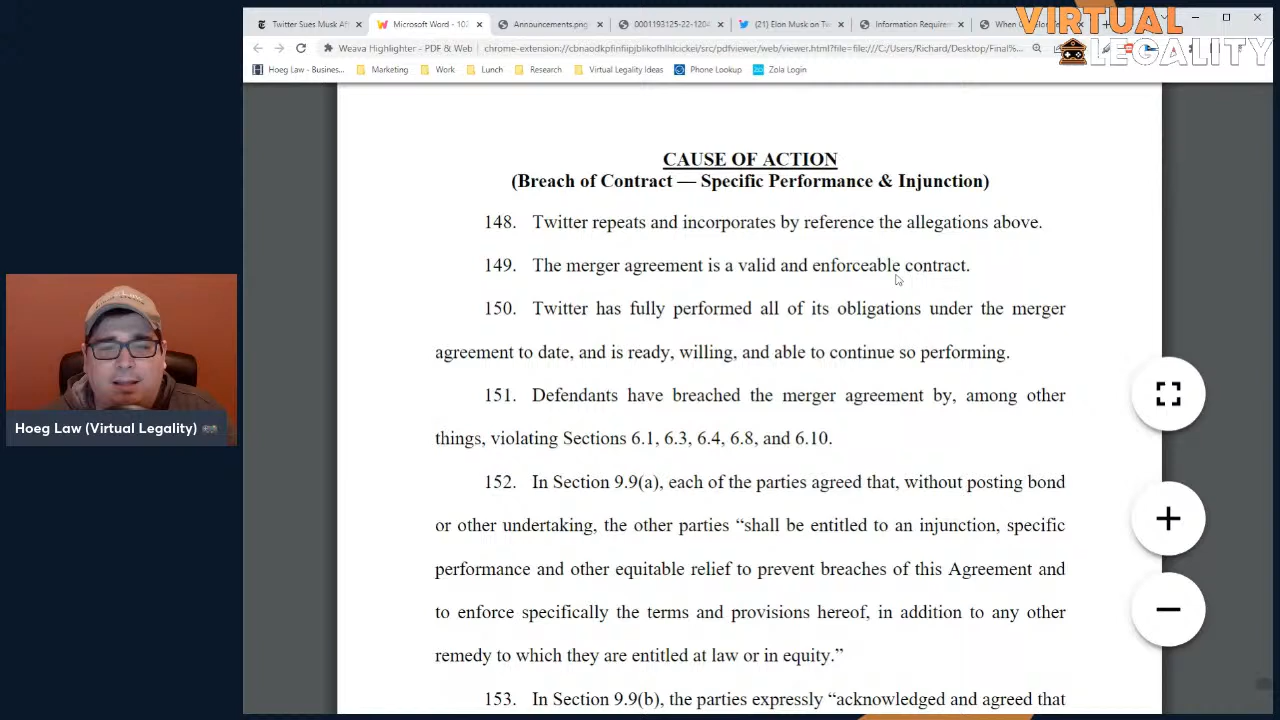 Twitter Sues Musk Af
Microsoft Word - 10
Announcements.png
0001193125-22-1204
(21) Elon Musk on Tw
Information Require
When C
VIRTUAL
LEGALITY
Weava Highlighter - PDF & Web
chrome-extension://
Hoeg Law - Busines...
Marketing
Work
Lunch
Research
Virtual Legality Ideas
Phone Lookup
Zola Login
CAUSE OF ACTION
(Breach of Contract — Specific Performance & Injunction)
148. Twitter repeats and incorporates by reference the allegations above.
149. The merger agreement is a valid and enforceable contract.
150. Twitter has fully performed all of its obligations under the merger
agreement to date, and is ready, willing, and able to continue so performing.
151. Defendants have breached the merger agreement by, among other
things, violating Sections 6.1, 6.3, 6.4, 6.8, and 6.10.
152. In Section 9.9(a), each of the parties agreed that, without posting bond
or other undertaking, the other parties “shall be entitled to an injunction, specific
performance and other equitable relief to prevent breaches of this Agreement and
to enforce specifically the terms and provisions hereof, in addition to any other
remedy to which they are entitled at law or in equity.”
153. In Section 9.9(b), the parties expressly “acknowledged and agreed that
Hoeg Law (Virtual Legality)